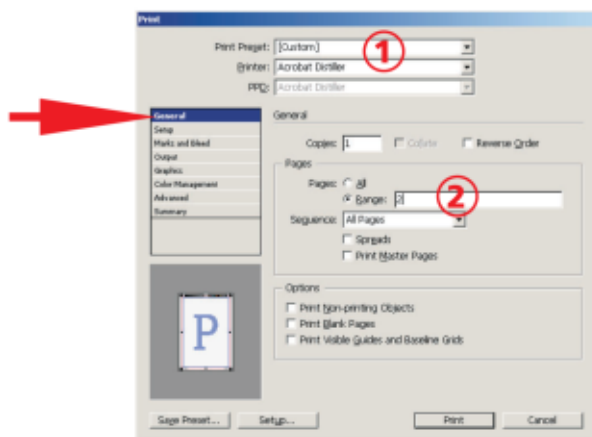 Print
Print Preset: [Custom] 1
Printer: Acrobat Distiller
PPD: Acrobat Distiller
General
Setup
Marks and Bleed
Output
Graphics
Color Management
Advanced
Summary
General
Copies: 1 Collate Reverse Order
Pages
Pages: All
Range: 2 2
Sequence: All Pages
Spreads
Print Master Pages
Options
Print Non-printing Objects
Print Blank Pages
Print Visible Guides and Baseline Grids
P
Save Preset... Setup... Print Cancel